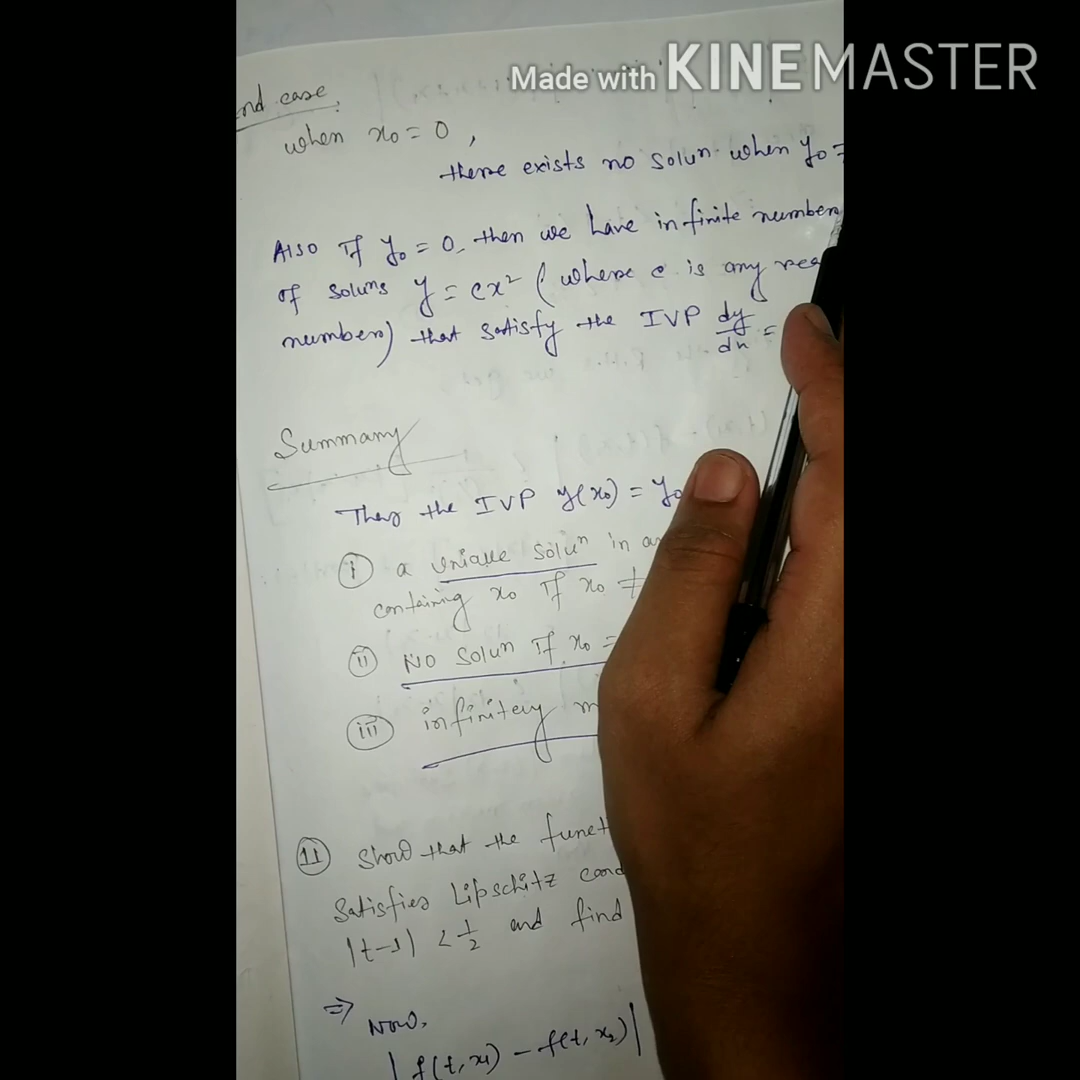 Made with KINEMASTER
nd case,
when x₀ = 0,
there exists no solun when y₀ =
Also If y₀ = 0, then we have infinite number
of soluns y = cx² (where c is any rea
number) that satisfy the IVP dy/dx =
Summary
the IVP y(x₀) = y₀
(i) a unique soluⁿ in an
containing x₀ If x₀ ≠
(ii) No solun If x₀ =
(iii) infinitely m
(11) Show that the funct
Satisfies Lipschitz cond
|t-1| < 1/2 and find
⇒ Now,
|f(t, x₁) - f(t, x₂)|